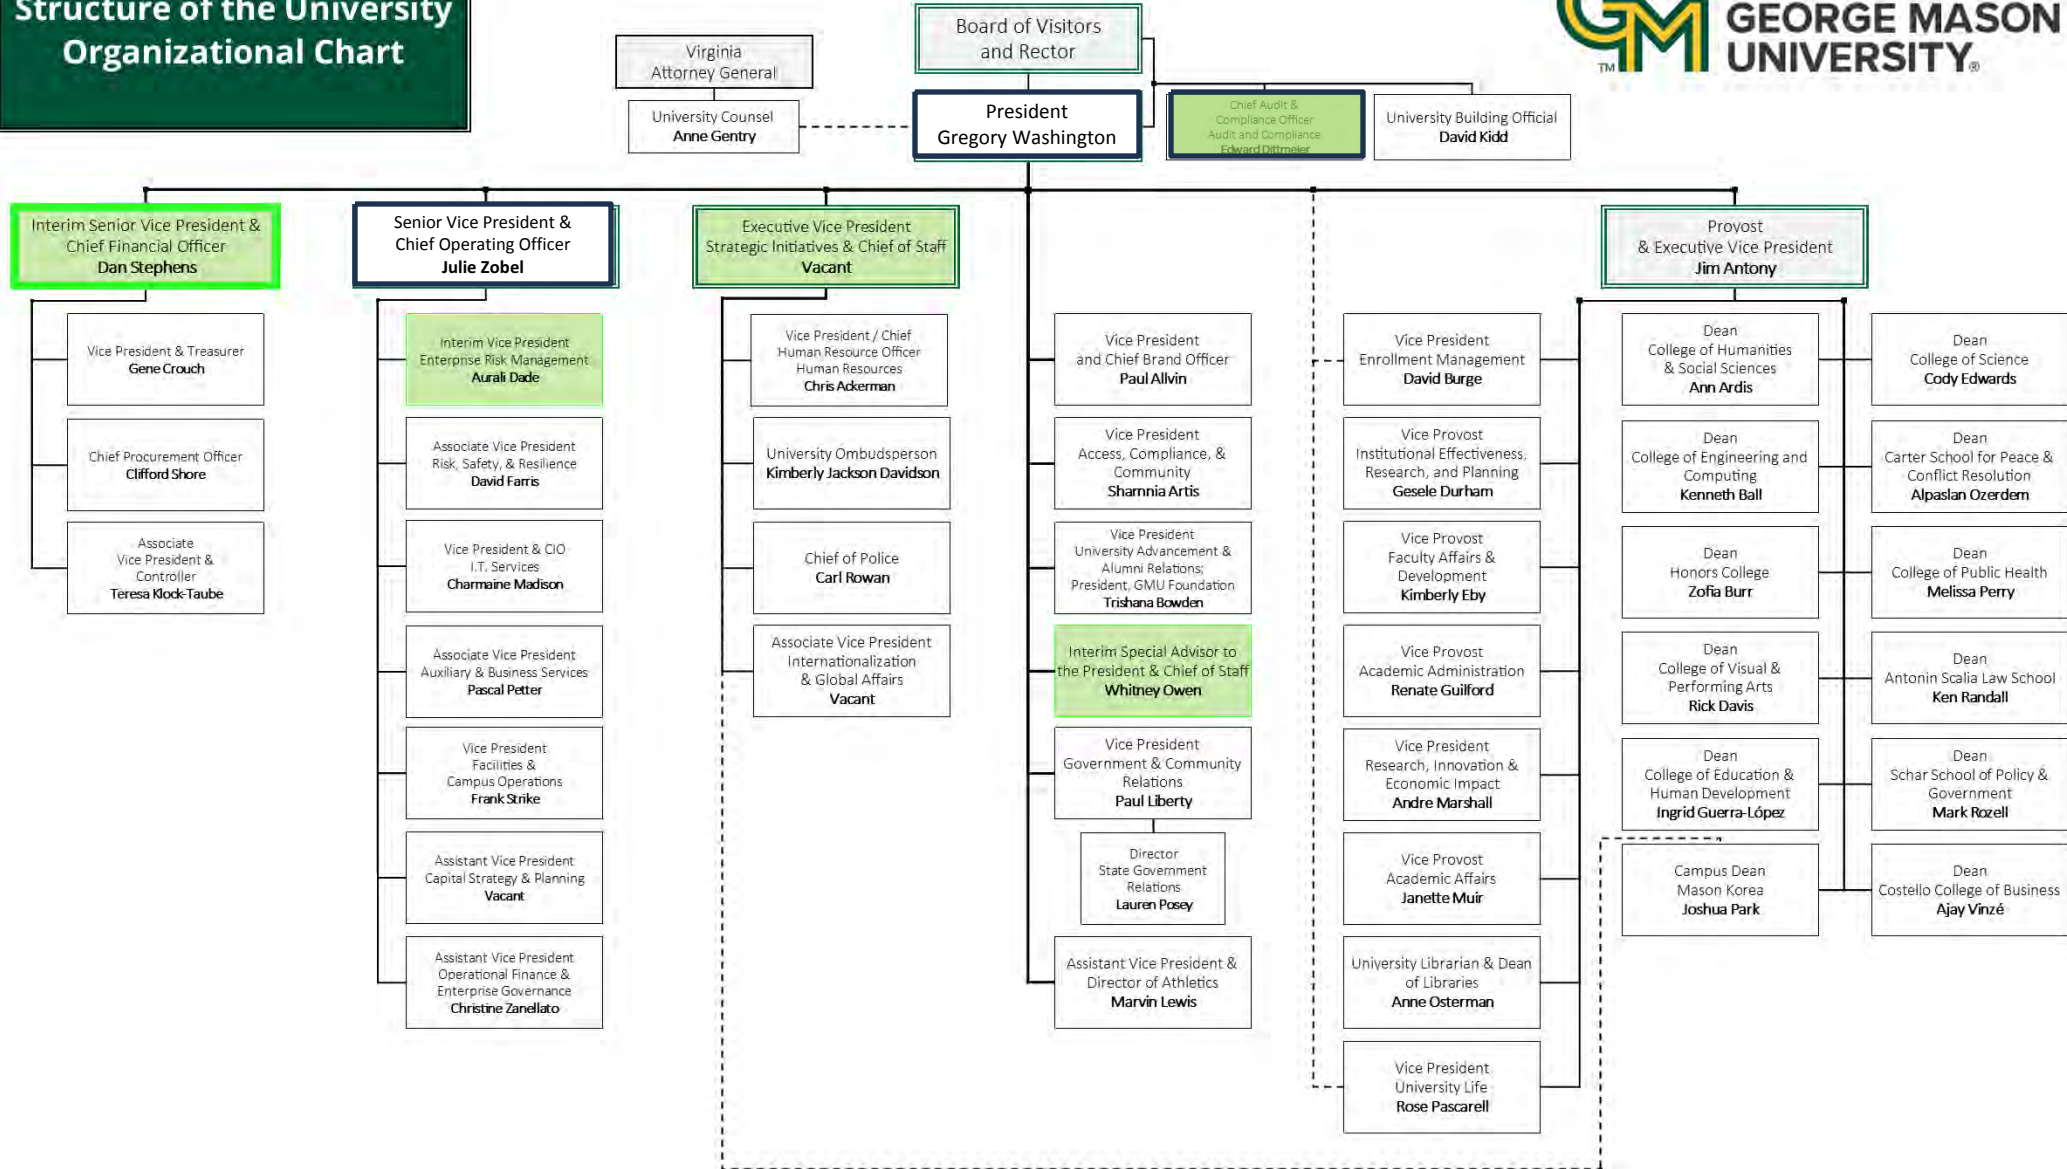 Structure of the University
Organizational Chart
TM
GEORGE MASON
UNIVERSITY®
Board of Visitors
and Rector
Virginia
Attorney General
University Counsel
Anne Gentry
President
Gregory Washington
Chief Audit &
Compliance Officer
Audit and Compliance
Edward Dittmeier
University Building Official
David Kidd
Interim Senior Vice President &
Chief Financial Officer
Dan Stephens
Vice President & Treasurer
Gene Crouch
Chief Procurement Officer
Clifford Shore
Associate
Vice President &
Controller
Teresa Klock-Taube
Senior Vice President &
Chief Operating Officer
Julie Zobel
Interim Vice President
Enterprise Risk Management
Aurali Dade
Associate Vice President
Risk, Safety, & Resilience
David Farris
Vice President & CIO
I.T. Services
Charmaine Madison
Associate Vice President
Auxiliary & Business Services
Pascal Petter
Vice President
Facilities &
Campus Operations
Frank Strike
Assistant Vice President
Capital Strategy & Planning
Vacant
Assistant Vice President
Operational Finance &
Enterprise Governance
Christine Zanellato
Executive Vice President
Strategic Initiatives & Chief of Staff
Vacant
Vice President / Chief
Human Resource Officer
Human Resources
Chris Ackerman
University Ombudsperson
Kimberly Jackson Davidson
Chief of Police
Carl Rowan
Associate Vice President
Internationalization
& Global Affairs
Vacant
Vice President
and Chief Brand Officer
Paul Allvin
Vice President
Access, Compliance, &
Community
Sharnnia Artis
Vice President
University Advancement &
Alumni Relations;
President, GMU Foundation
Trishana Bowden
Interim Special Advisor to
the President & Chief of Staff
Whitney Owen
Vice President
Government & Community
Relations
Paul Liberty
Director
State Government
Relations
Lauren Posey
Assistant Vice President &
Director of Athletics
Marvin Lewis
Provost
& Executive Vice President
Jim Antony
Vice President
Enrollment Management
David Burge
Vice Provost
Institutional Effectiveness,
Research, and Planning
Gesele Durham
Vice Provost
Faculty Affairs &
Development
Kimberly Eby
Vice Provost
Academic Administration
Renate Guilford
Vice President
Research, Innovation &
Economic Impact
Andre Marshall
Vice Provost
Academic Affairs
Janette Muir
University Librarian & Dean
of Libraries
Anne Osterman
Vice President
University Life
Rose Pascarell
Dean
College of Humanities
& Social Sciences
Ann Ardis
Dean
College of Engineering and
Computing
Kenneth Ball
Dean
Honors College
Zofia Burr
Dean
College of Visual &
Performing Arts
Rick Davis
Dean
College of Education &
Human Development
Ingrid Guerra-López
Campus Dean
Mason Korea
Joshua Park
Dean
College of Science
Cody Edwards
Dean
Carter School for Peace &
Conflict Resolution
Alpaslan Ozerdem
Dean
College of Public Health
Melissa Perry
Dean
Antonin Scalia Law School
Ken Randall
Dean
Schar School of Policy &
Government
Mark Rozell
Dean
Costello College of Business
Ajay Vinzé